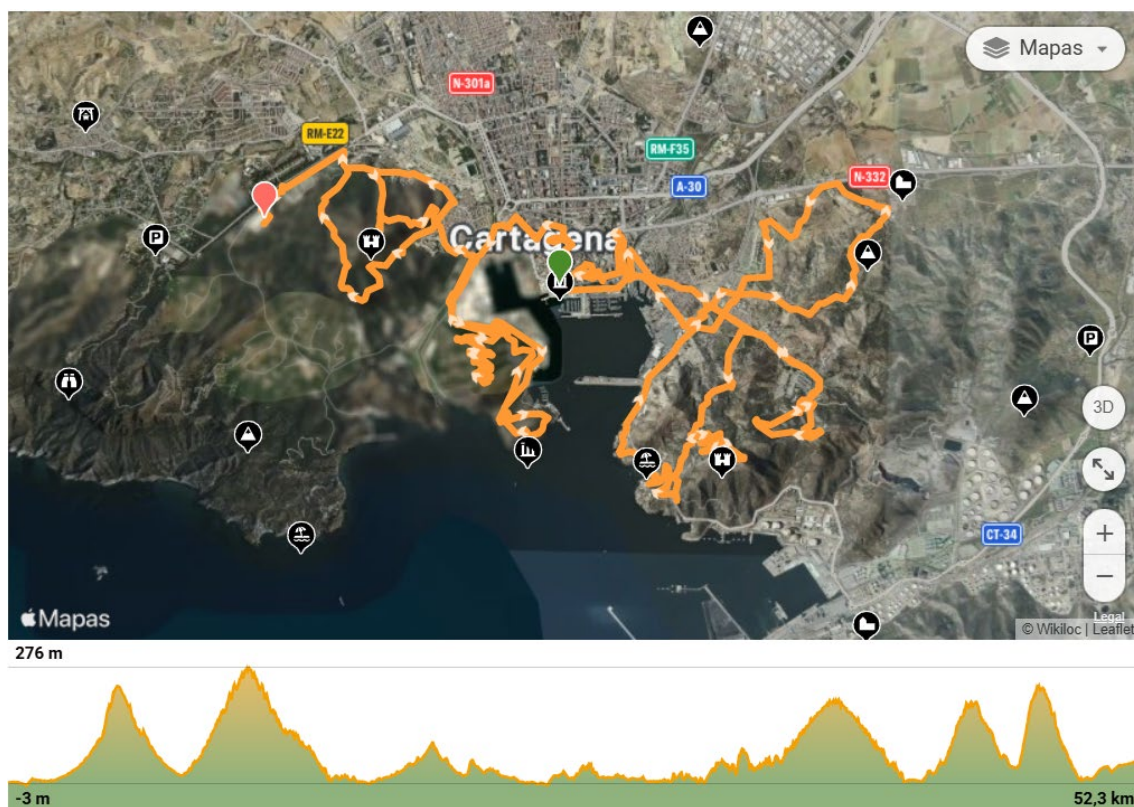 Mapas
N-301a
RM-E22
RM-F35
A-30
N-332
Cartagena
3D
CT-34
+
−
Mapas
Legal
© Wikiloc | Leaflet
276 m
-3 m
52,3 km